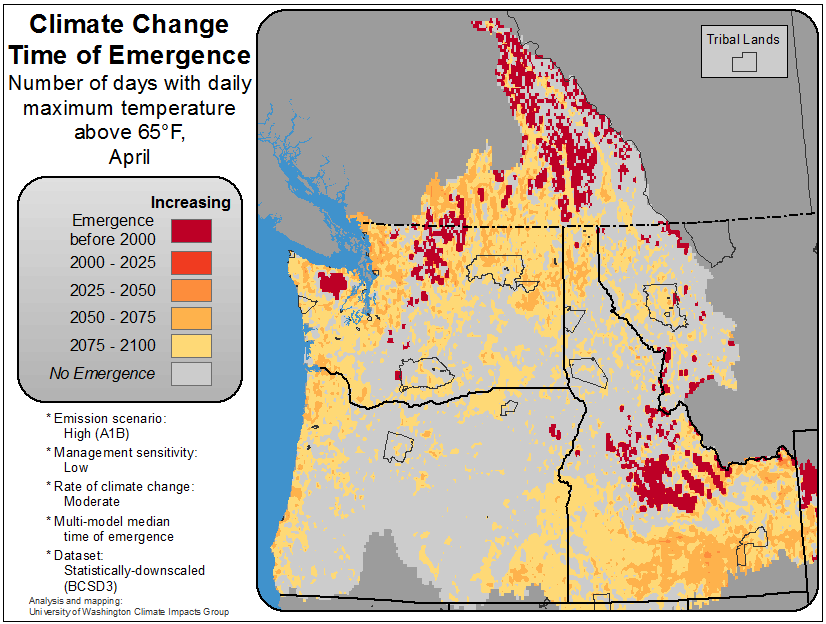 Climate Change
Time of Emergence
Number of days with daily
maximum temperature
above 65°F,
April
Tribal Lands
Increasing
Emergence
before 2000
2000 - 2025
2025 - 2050
2050 - 2075
2075 - 2100
No Emergence
* Emission scenario:
High (A1B)
* Management sensitivity:
Low
* Rate of climate change:
Moderate
* Multi-model median
time of emergence
* Dataset:
Statistically-downscaled
(BCSD3)
Analysis and mapping:
University of Washington Climate Impacts Group